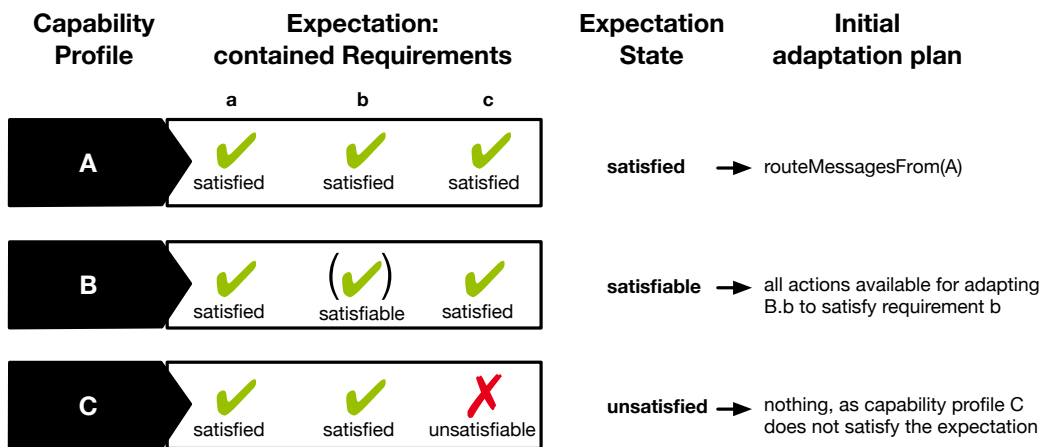 Capability Profile
Expectation: contained Requirements
Expectation State
Initial adaptation plan
a b c
A
satisfied satisfied satisfied
satisfied
routeMessagesFrom(A)
B
satisfied satisfiable satisfied
satisfiable
all actions available for adapting
B.b to satisfy requirement b
C
satisfied satisfied unsatisfiable
unsatisfied
nothing, as capability profile C
does not satisfy the expectation